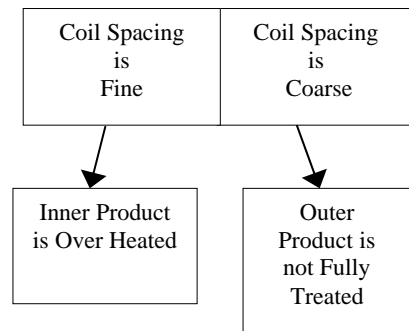 Coil Spacing
is
Fine
Coil Spacing
is
Coarse
Inner Product
is Over Heated
Outer
Product is
not Fully
Treated